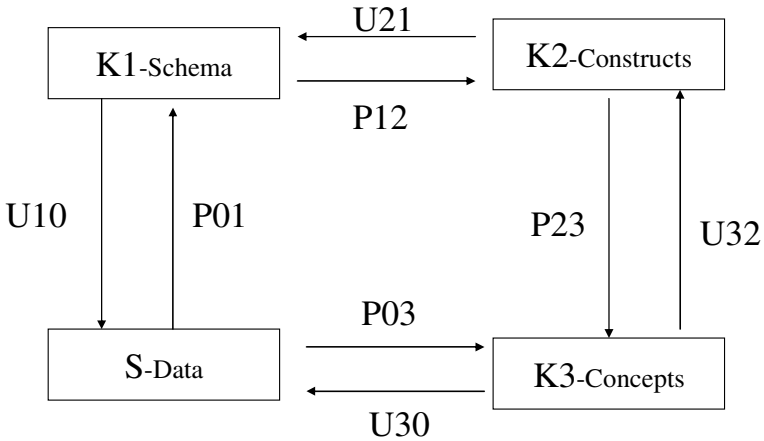 U21
K1-Schema
K2-Constructs
P12
U10
P01
P23
U32
P03
S-Data
K3-Concepts
U30